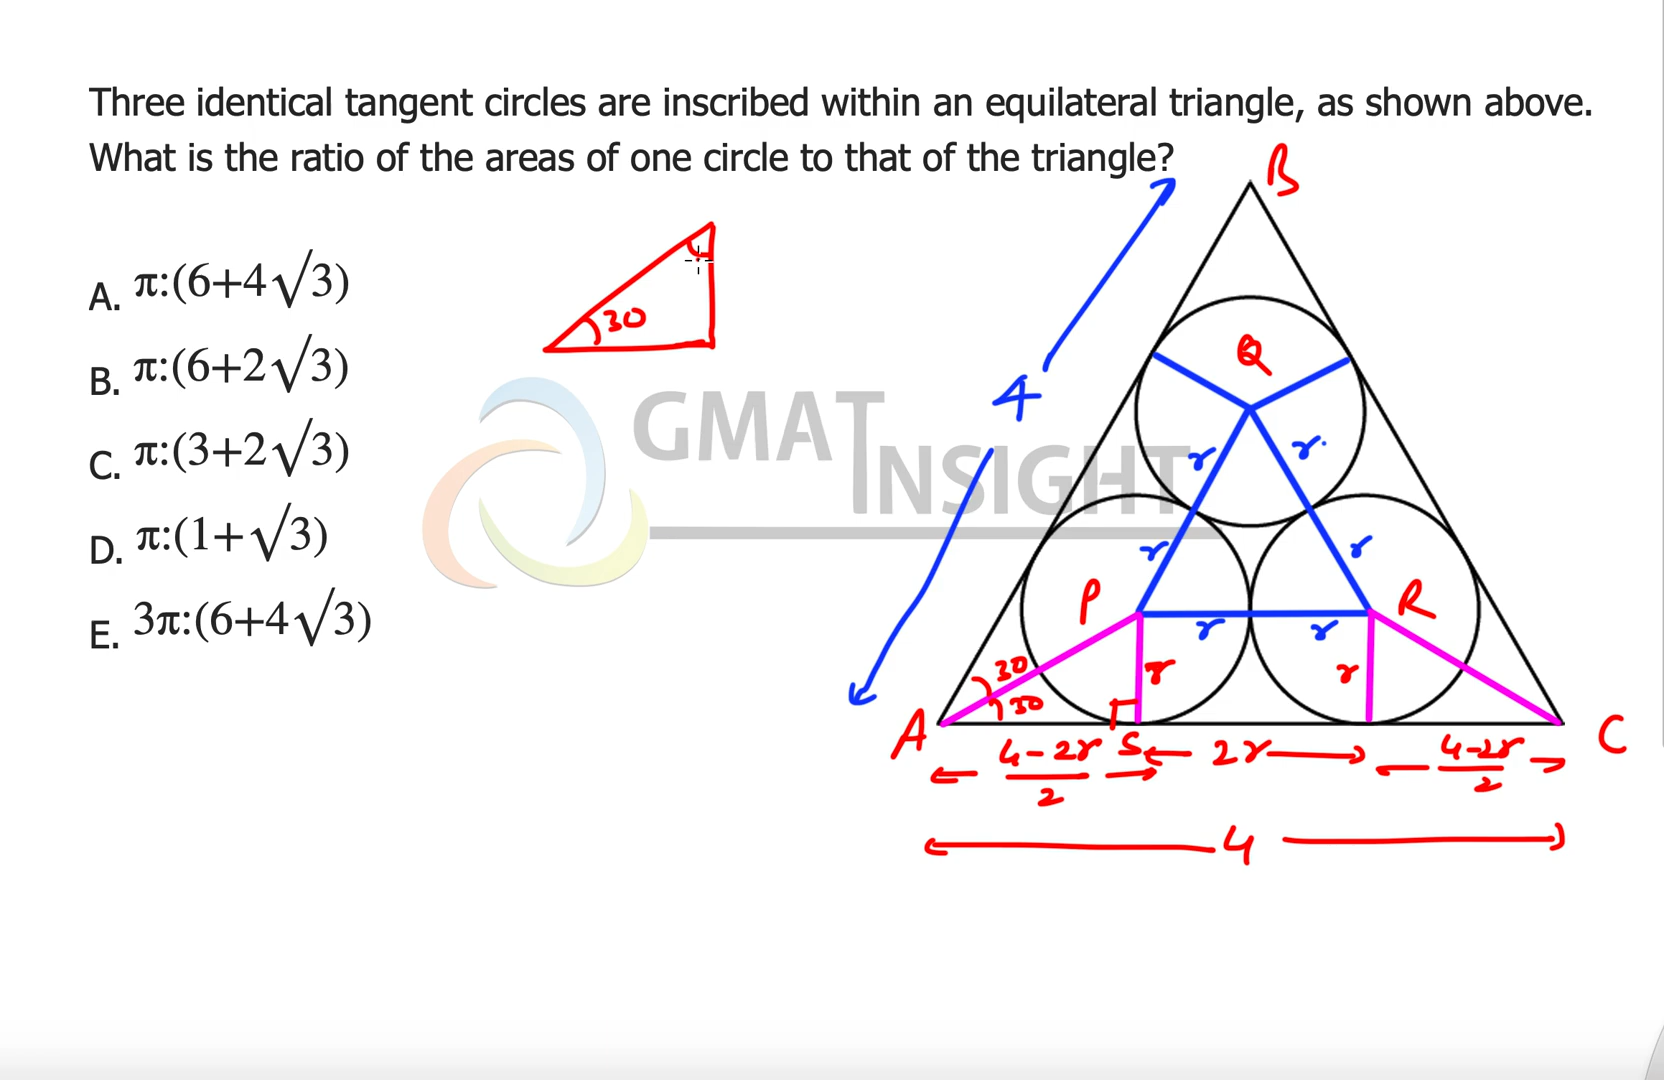 Three identical tangent circles are inscribed within an equilateral triangle, as shown above.
What is the ratio of the areas of one circle to that of the triangle?
B
A. π:(6+4√3)
30
B. π:(6+2√3)
Q
4
GMAT INSIGHT
C. π:(3+2√3)
r r
D. π:(1+√3)
r r
P R
E. 3π:(6+4√3)
r r
30 r r
30
A 4-2r/2 S 2r 4-2r/2 C
4